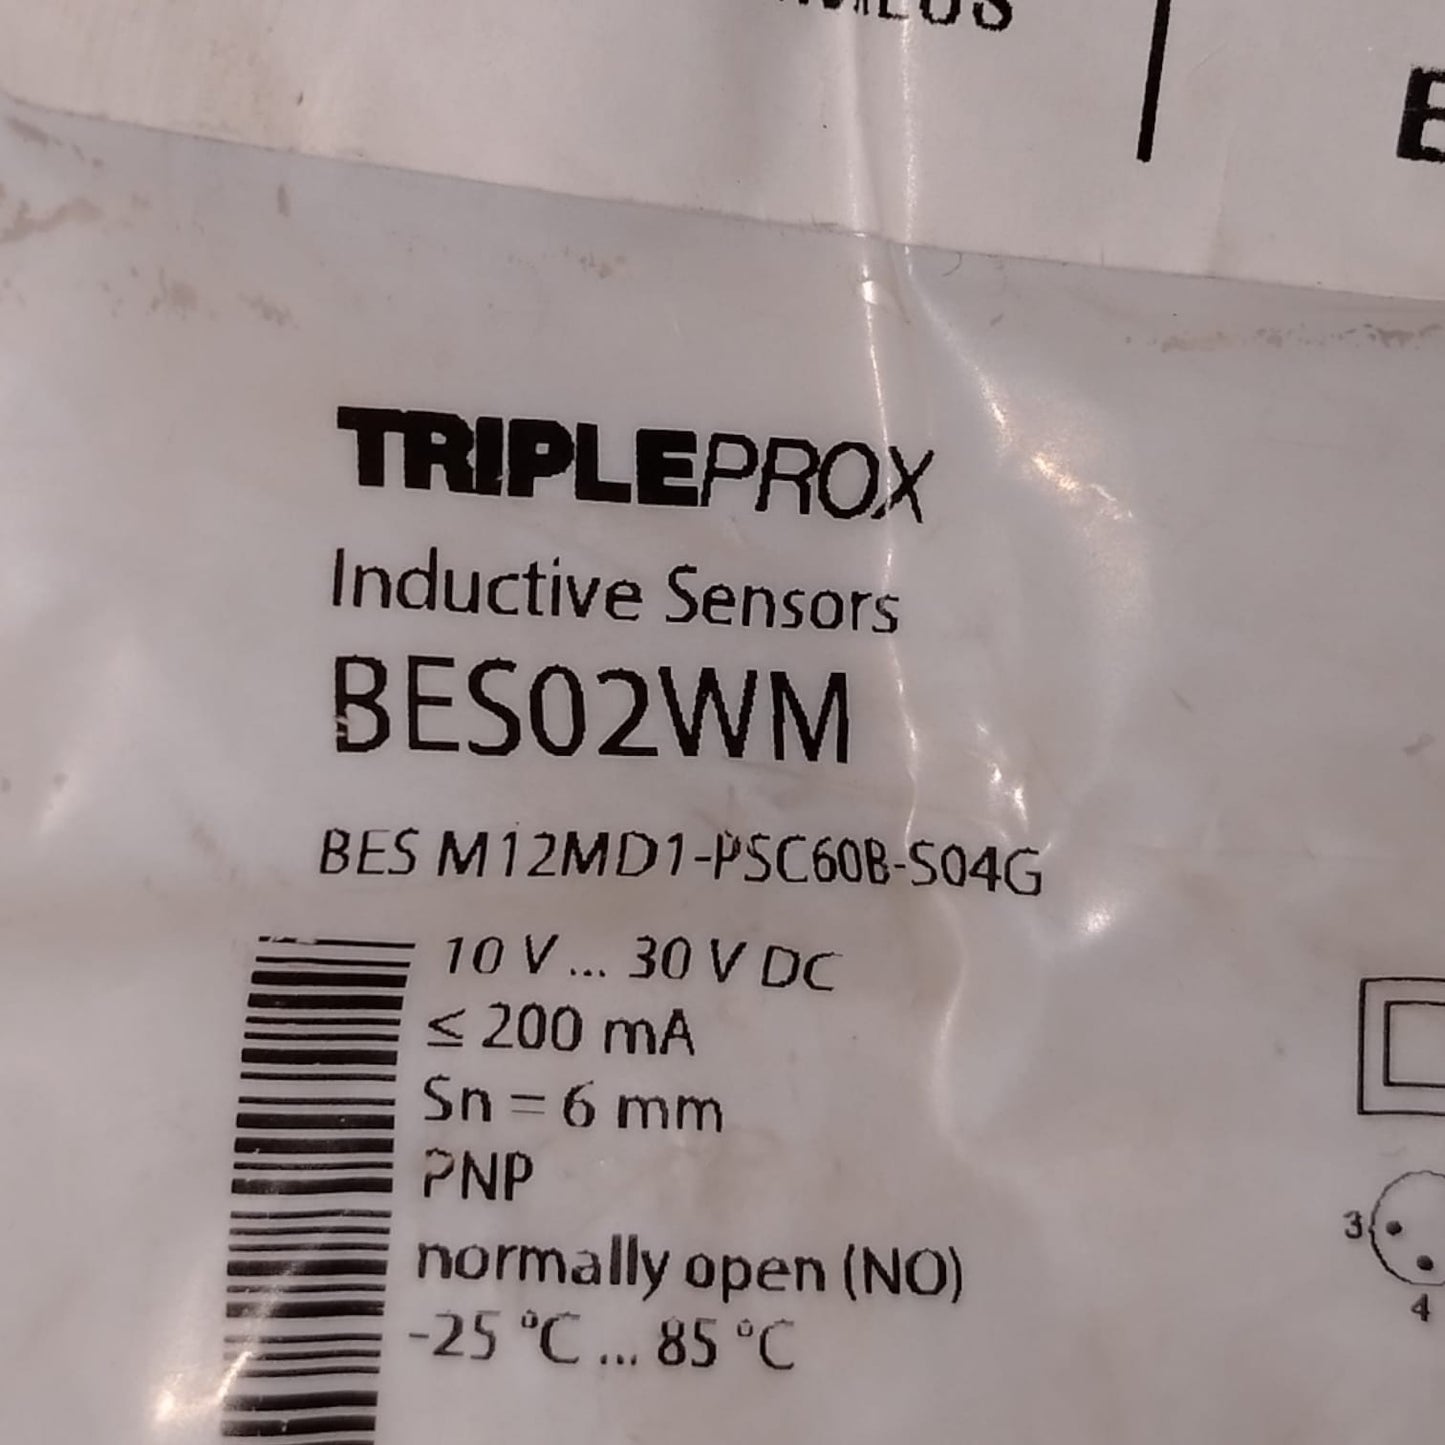 TRIPLEPROX
Inductive Sensors
BES02WM
BES M12MD1-PSC60B-S04G
10 V ... 30 V DC
≤ 200 mA
Sn = 6 mm
PNP
normally open (NO)
-25 °C ... 85 °C
3
4